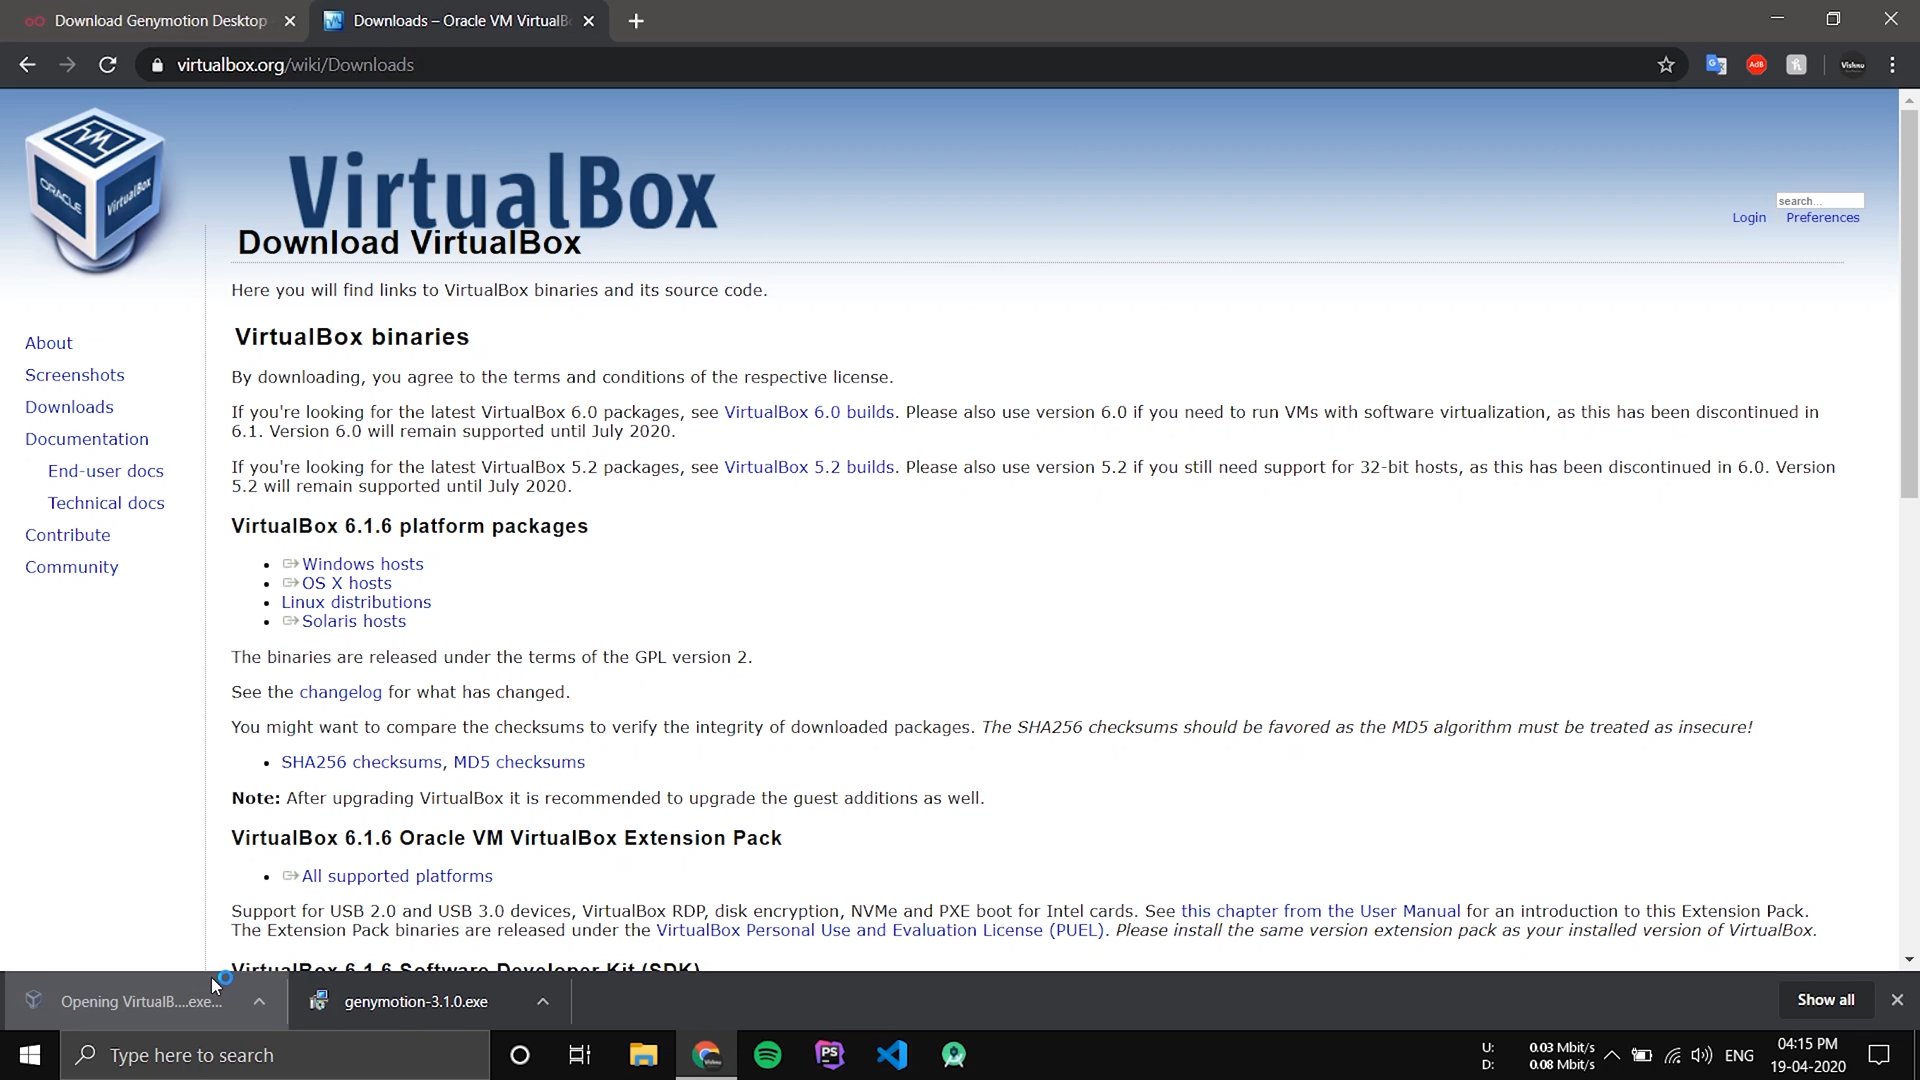 Download Genymotion Desktop
Downloads – Oracle VM VirtualB
virtualbox.org/wiki/Downloads
AdB
Vishnu
ORACLE
VirtualBox
VirtualBox
Login
Preferences
search...
Download VirtualBox
Here you will find links to VirtualBox binaries and its source code.
About
Screenshots
Downloads
Documentation
End-user docs
Technical docs
Contribute
Community
VirtualBox binaries
By downloading, you agree to the terms and conditions of the respective license.
If you're looking for the latest VirtualBox 6.0 packages, see VirtualBox 6.0 builds. Please also use version 6.0 if you need to run VMs with software virtualization, as this has been discontinued in
6.1. Version 6.0 will remain supported until July 2020.
If you're looking for the latest VirtualBox 5.2 packages, see VirtualBox 5.2 builds. Please also use version 5.2 if you still need support for 32-bit hosts, as this has been discontinued in 6.0. Version
5.2 will remain supported until July 2020.
VirtualBox 6.1.6 platform packages
Windows hosts
OS X hosts
Linux distributions
Solaris hosts
The binaries are released under the terms of the GPL version 2.
See the changelog for what has changed.
You might want to compare the checksums to verify the integrity of downloaded packages. The SHA256 checksums should be favored as the MD5 algorithm must be treated as insecure!
SHA256 checksums, MD5 checksums
Note: After upgrading VirtualBox it is recommended to upgrade the guest additions as well.
VirtualBox 6.1.6 Oracle VM VirtualBox Extension Pack
All supported platforms
Support for USB 2.0 and USB 3.0 devices, VirtualBox RDP, disk encryption, NVMe and PXE boot for Intel cards. See this chapter from the User Manual for an introduction to this Extension Pack.
The Extension Pack binaries are released under the VirtualBox Personal Use and Evaluation License (PUEL). Please install the same version extension pack as your installed version of VirtualBox.
VirtualBox 6.1.6 Software Developer Kit (SDK)
Opening VirtualB....exe...
genymotion-3.1.0.exe
Show all
Type here to search
PS
U: 0.03 Mbit/s
D: 0.08 Mbit/s
ENG
04:15 PM
19-04-2020